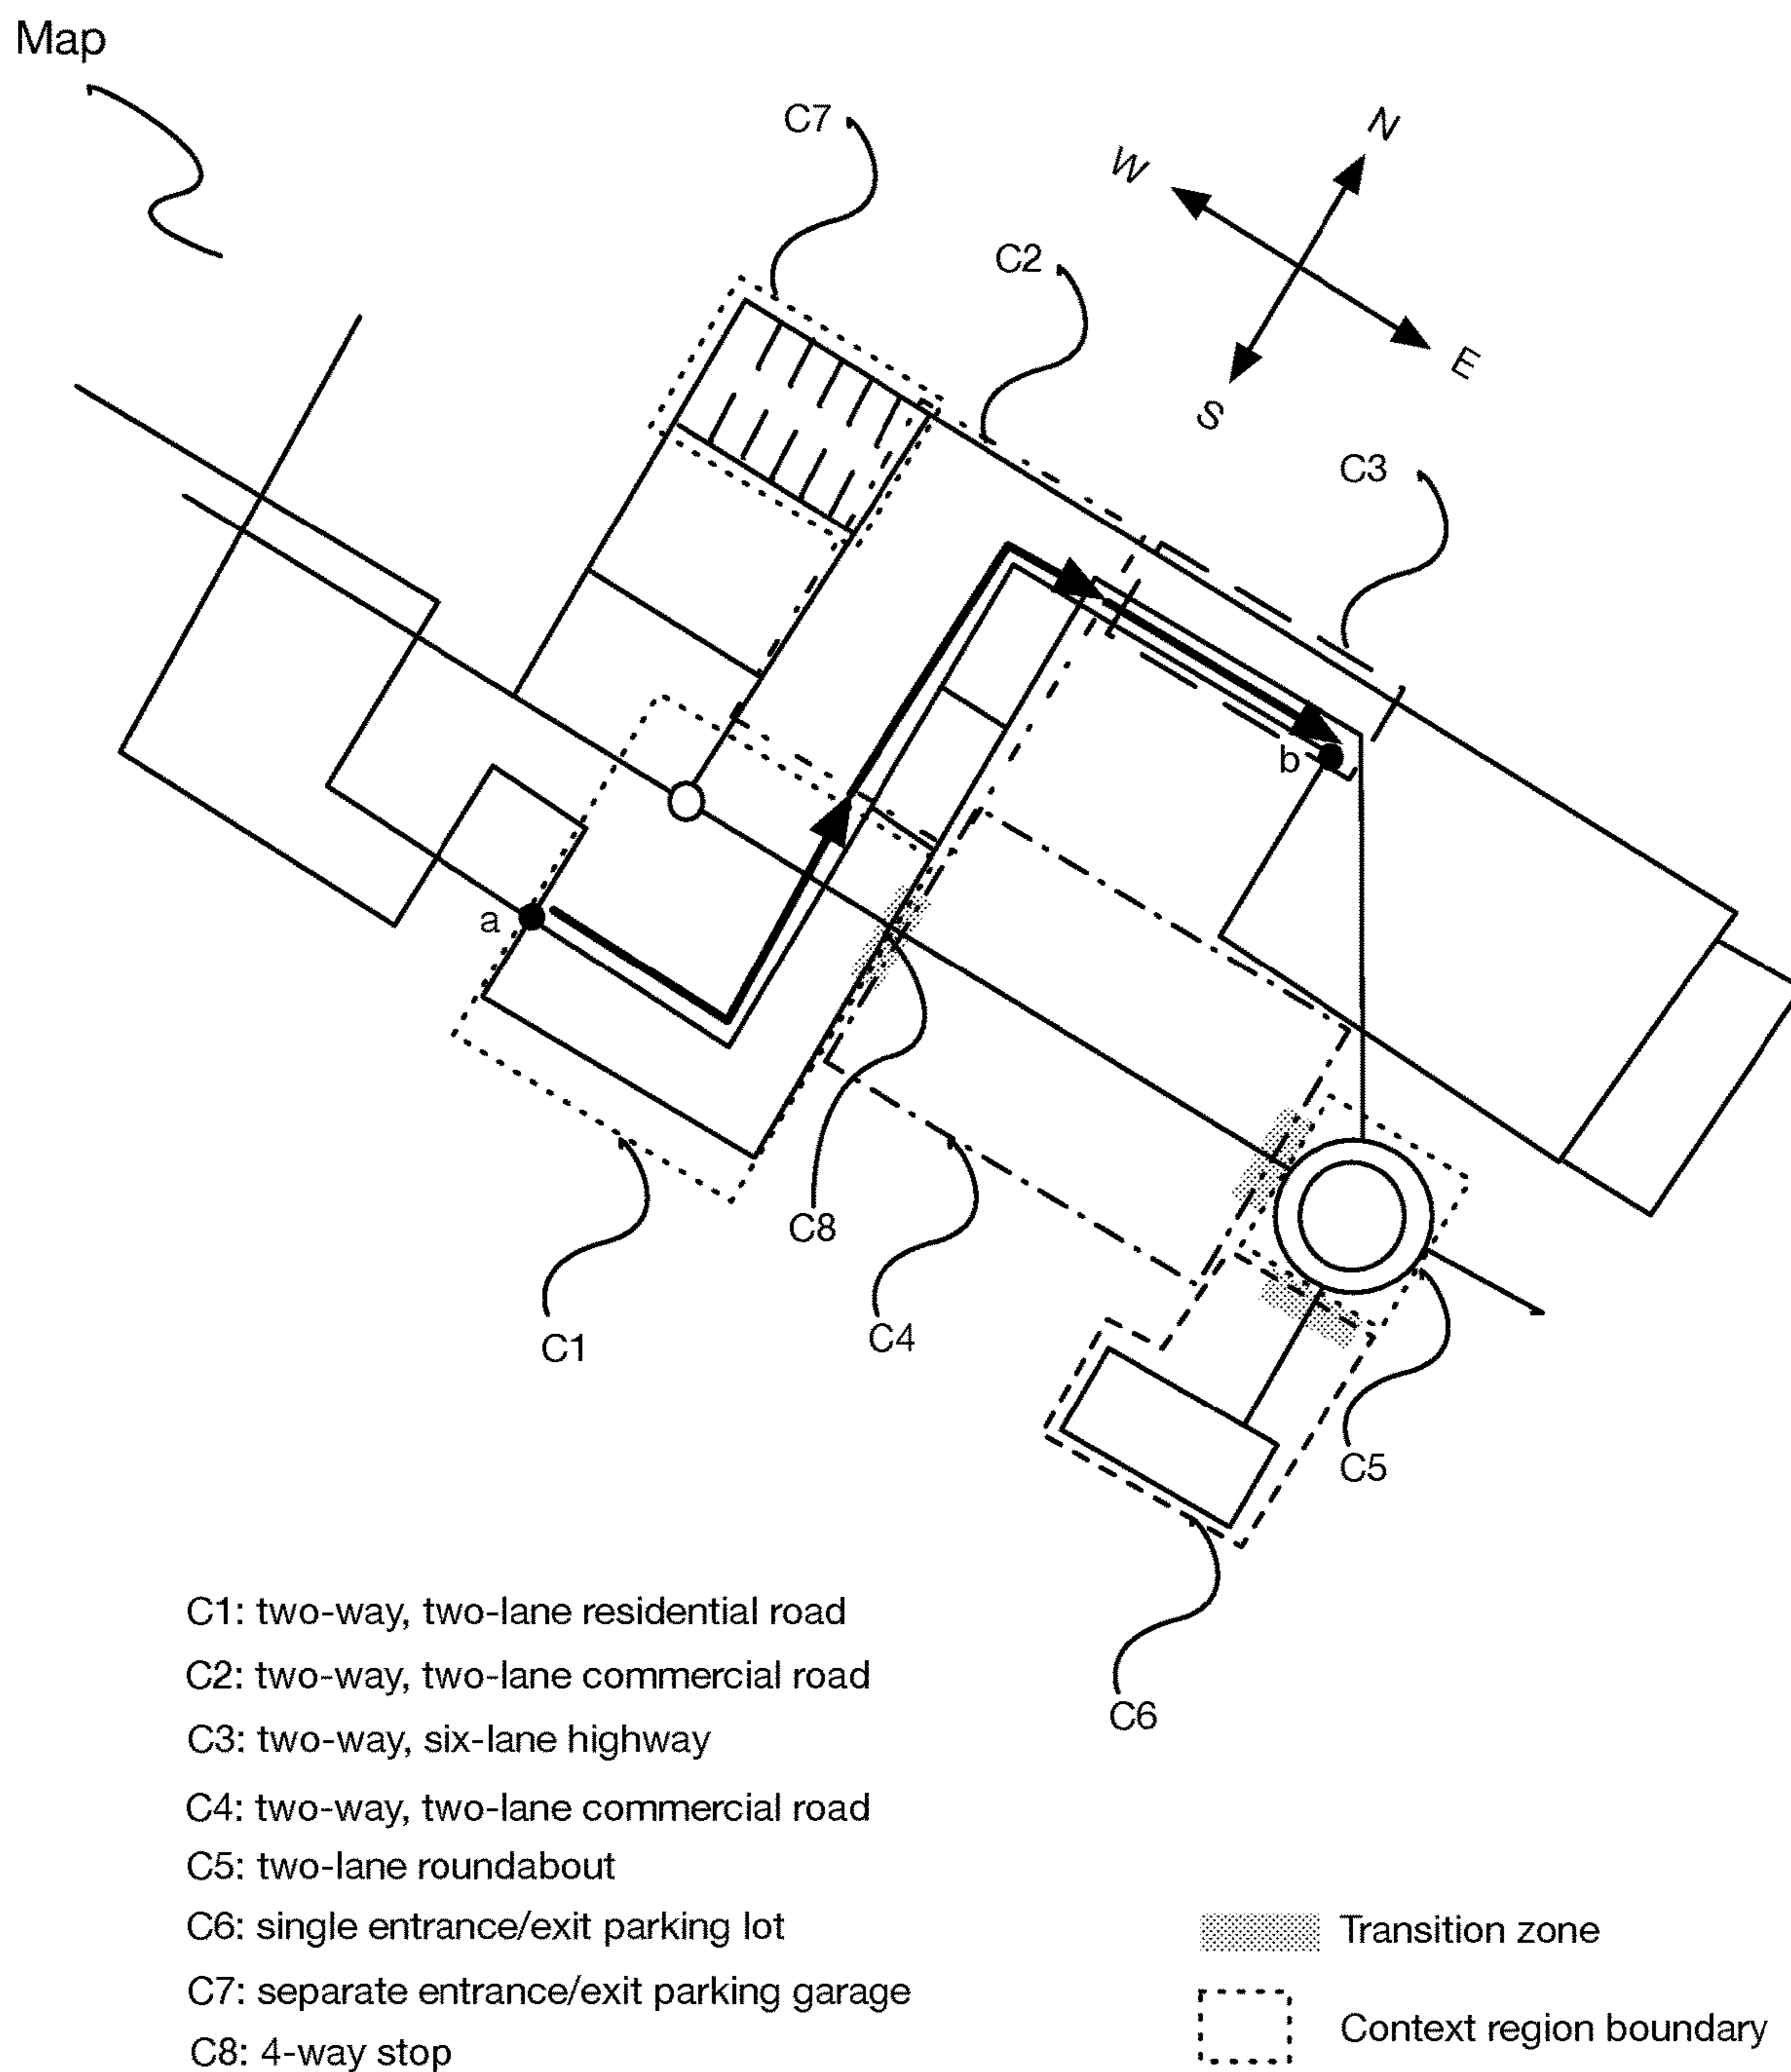 Map
C7
N
W
C2
E
S
C3
b
a
C8
C1
C4
C5
C6
C1: two-way, two-lane residential road
C2: two-way, two-lane commercial road
C3: two-way, six-lane highway
C4: two-way, two-lane commercial road
C5: two-lane roundabout
C6: single entrance/exit parking lot
C7: separate entrance/exit parking garage
C8: 4-way stop
Transition zone
Context region boundary